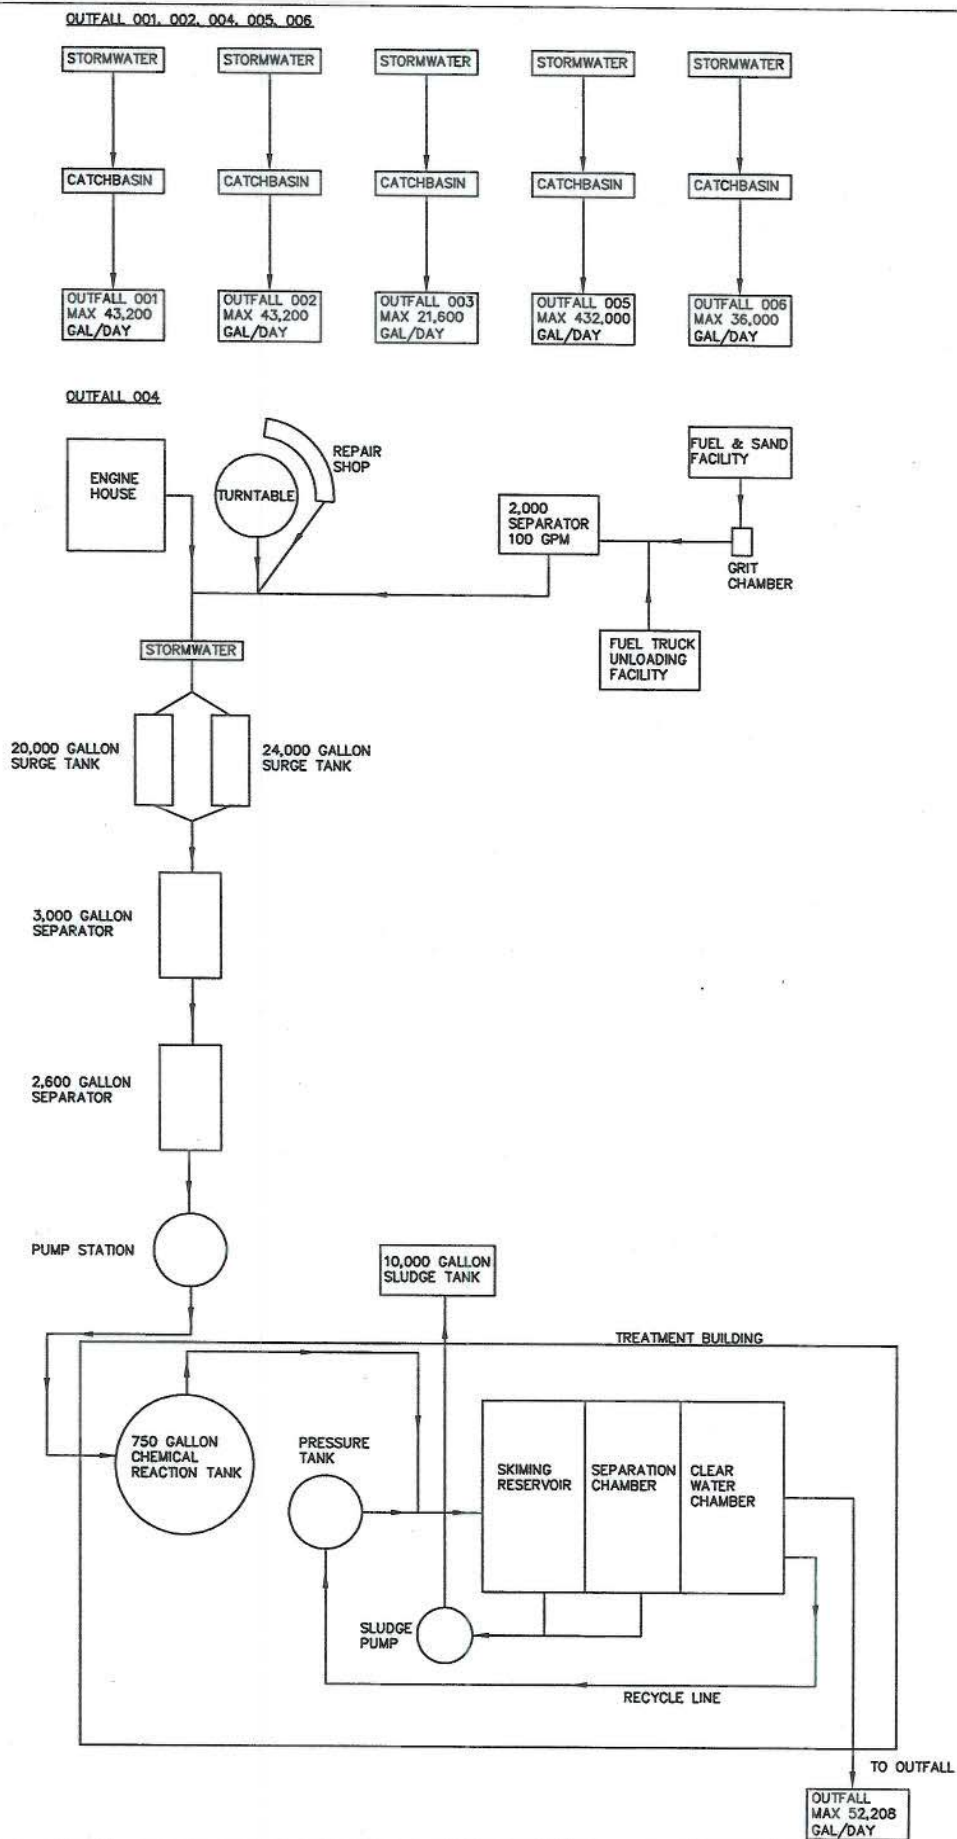 OUTFALL 001, 002, 004, 005, 006
STORMWATER
STORMWATER
STORMWATER
STORMWATER
STORMWATER
CATCHBASIN
CATCHBASIN
CATCHBASIN
CATCHBASIN
CATCHBASIN
OUTFALL 001
MAX 43,200
GAL/DAY
OUTFALL 002
MAX 43,200
GAL/DAY
OUTFALL 003
MAX 21,600
GAL/DAY
OUTFALL 005
MAX 432,000
GAL/DAY
OUTFALL 006
MAX 36,000
GAL/DAY
OUTFALL 004
ENGINE
HOUSE
TURNTABLE
REPAIR
SHOP
2,000
SEPARATOR
100 GPM
FUEL & SAND
FACILITY
GRIT
CHAMBER
FUEL TRUCK
UNLOADING
FACILITY
STORMWATER
20,000 GALLON
SURGE TANK
24,000 GALLON
SURGE TANK
3,000 GALLON
SEPARATOR
2,600 GALLON
SEPARATOR
PUMP STATION
10,000 GALLON
SLUDGE TANK
TREATMENT BUILDING
750 GALLON
CHEMICAL
REACTION TANK
PRESSURE
TANK
SKIMING
RESERVOIR
SEPARATION
CHAMBER
CLEAR
WATER
CHAMBER
SLUDGE
PUMP
RECYCLE LINE
TO OUTFALL
OUTFALL
MAX 52,208
GAL/DAY